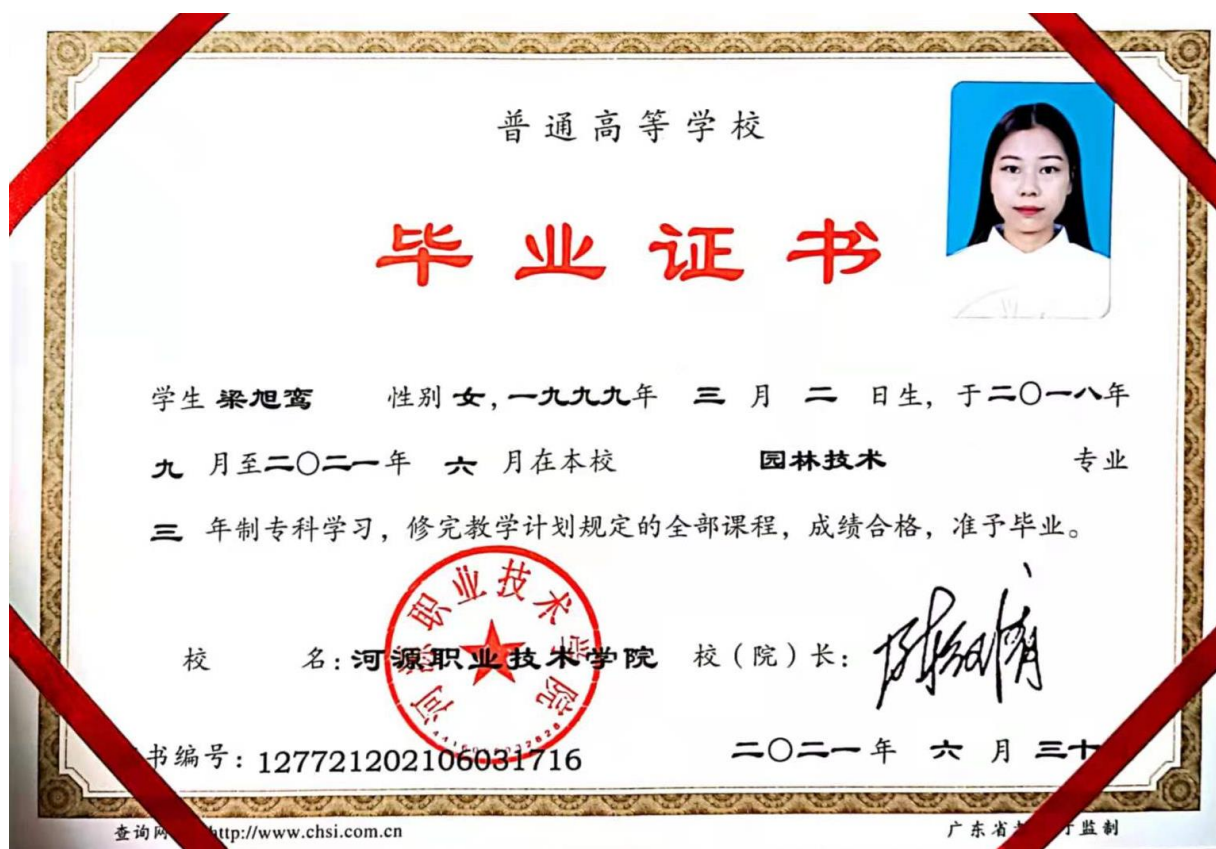 普通高等学校
毕业证书
学生 梁旭鸾 性别 女，一九九九年 三 月 二 日生，于二〇一八年
九 月至二〇二一年 六 月在本校 园林技术 专业
三 年制专科学习，修完教学计划规定的全部课程，成绩合格，准予毕业。
河源职业技术学院
校 名：河源职业技术学院 校（院）长：
书编号：127721202106031716 二〇二一年 六 月 三十
查询网 http://www.chsi.com.cn 广东省 监制